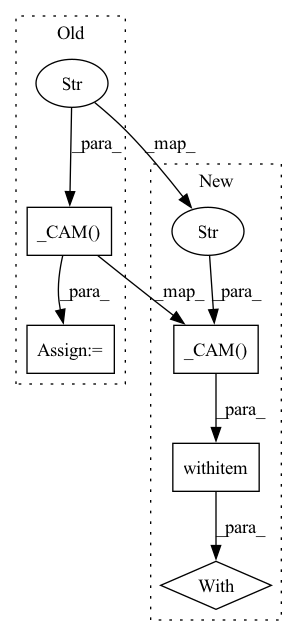 Old
Str
_para_
_map_
New
_CAM()
Str
_para_
_map_
_para_
Assign:=
_CAM()
_para_
withitem
_para_
With